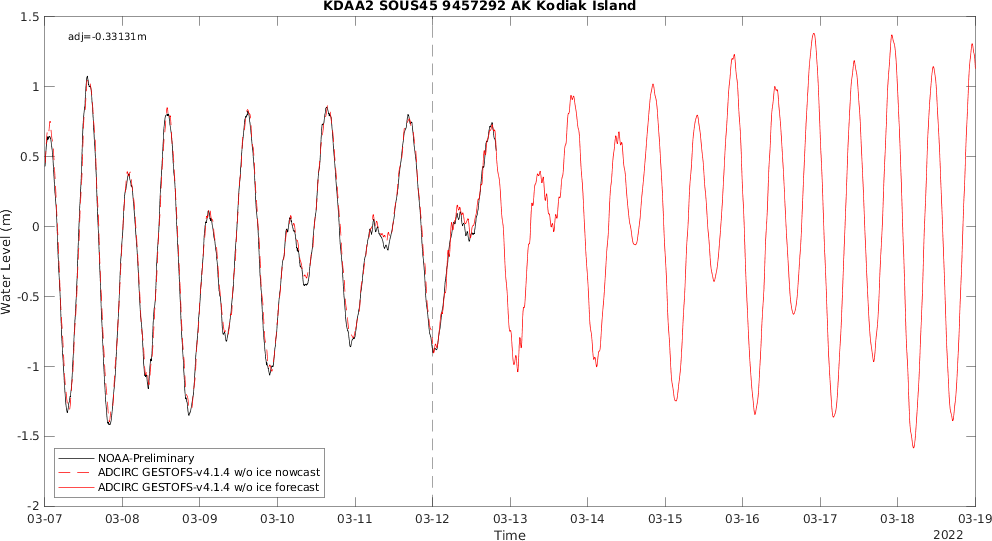 KDAA2 SOUS45 9457292 AK Kodiak Island
adj=-0.33131m
1.5
1
0.5
0
-0.5
-1
-1.5
-2
Water Level (m)
NOAA-Preliminary
ADCIRC GESTOFS-v4.1.4 w/o ice nowcast
ADCIRC GESTOFS-v4.1.4 w/o ice forecast
03-07 03-08 03-09 03-10 03-11 03-12 03-13 03-14 03-15 03-16 03-17 03-18 03-19
Time
2022